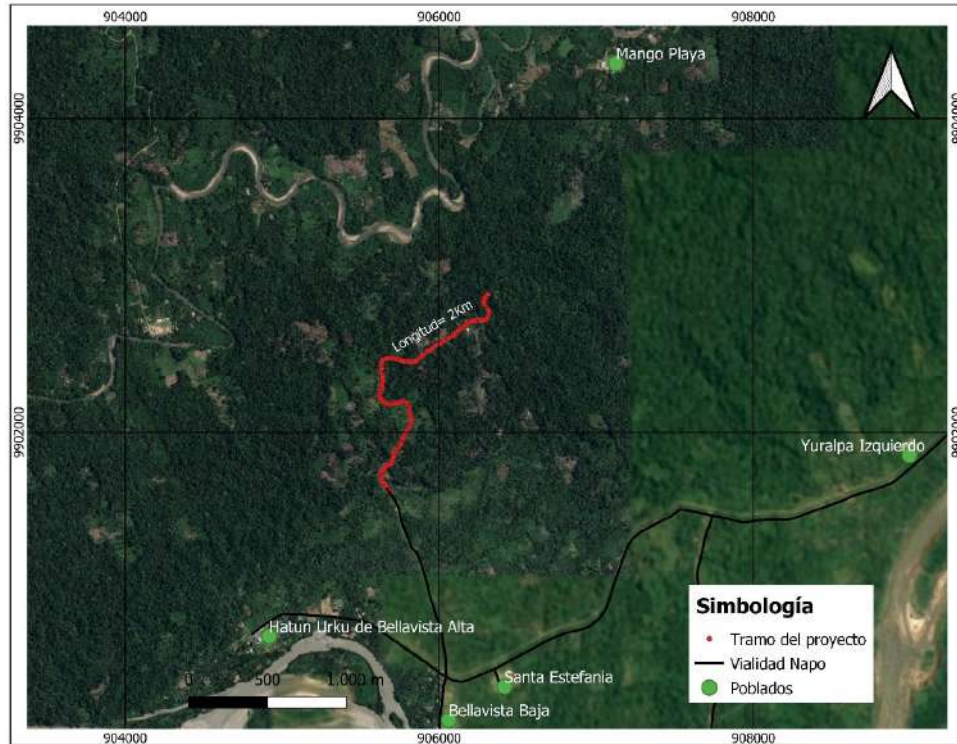 904000
906000
908000
Mango Playa
9904000
9904000
Longitud= 2Km
9902000
9902000
Yuralpa Izquierdo
Hatun Urku de Bellavista Alta
Santa Estefania
Bellavista Baja
0 500 1.000 m
Simbología
Tramo del proyecto
Vialidad Napo
Poblados
904000
906000
908000